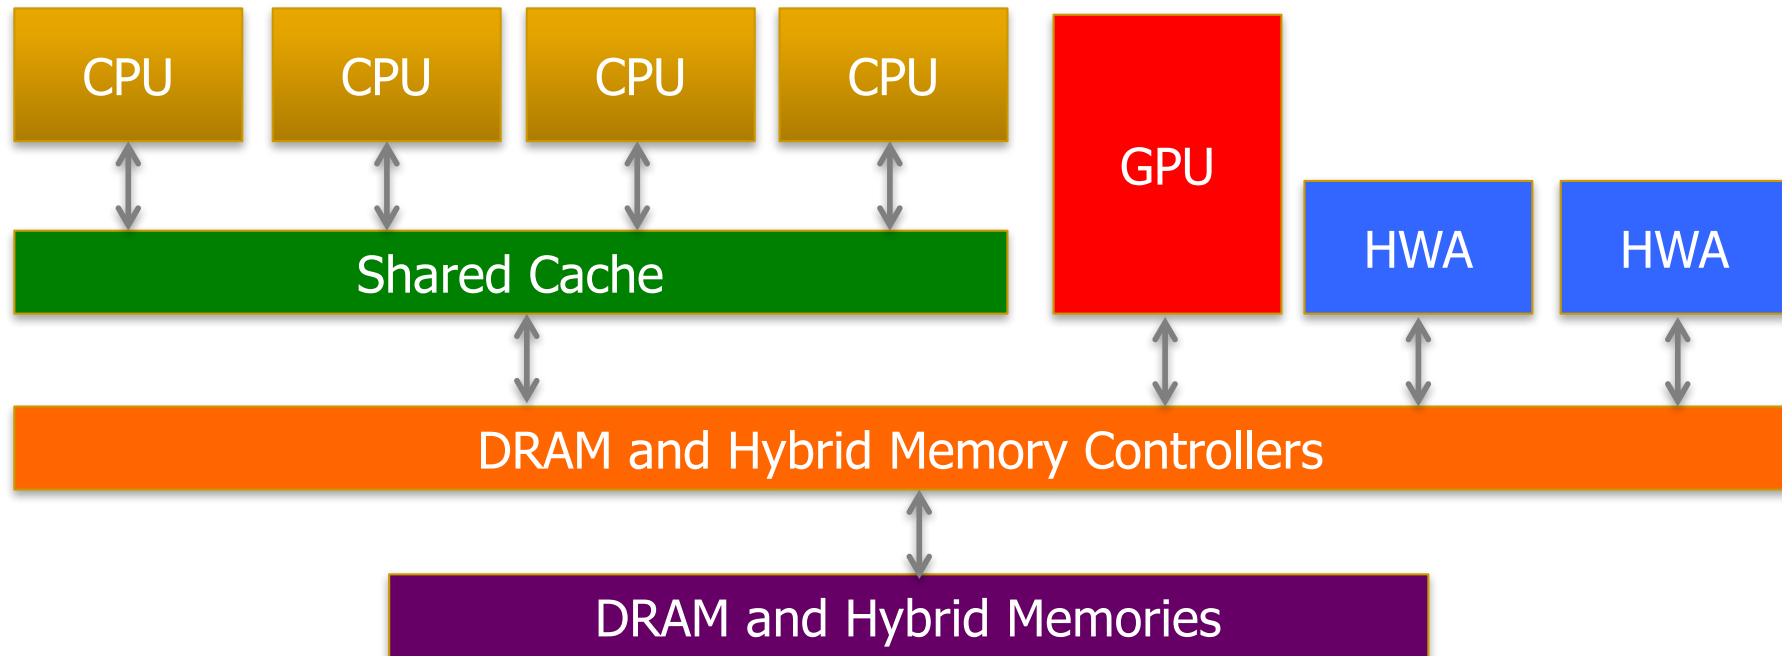 CPU
CPU
CPU
CPU
GPU
HWA
HWA
Shared Cache
DRAM and Hybrid Memory Controllers
DRAM and Hybrid Memories